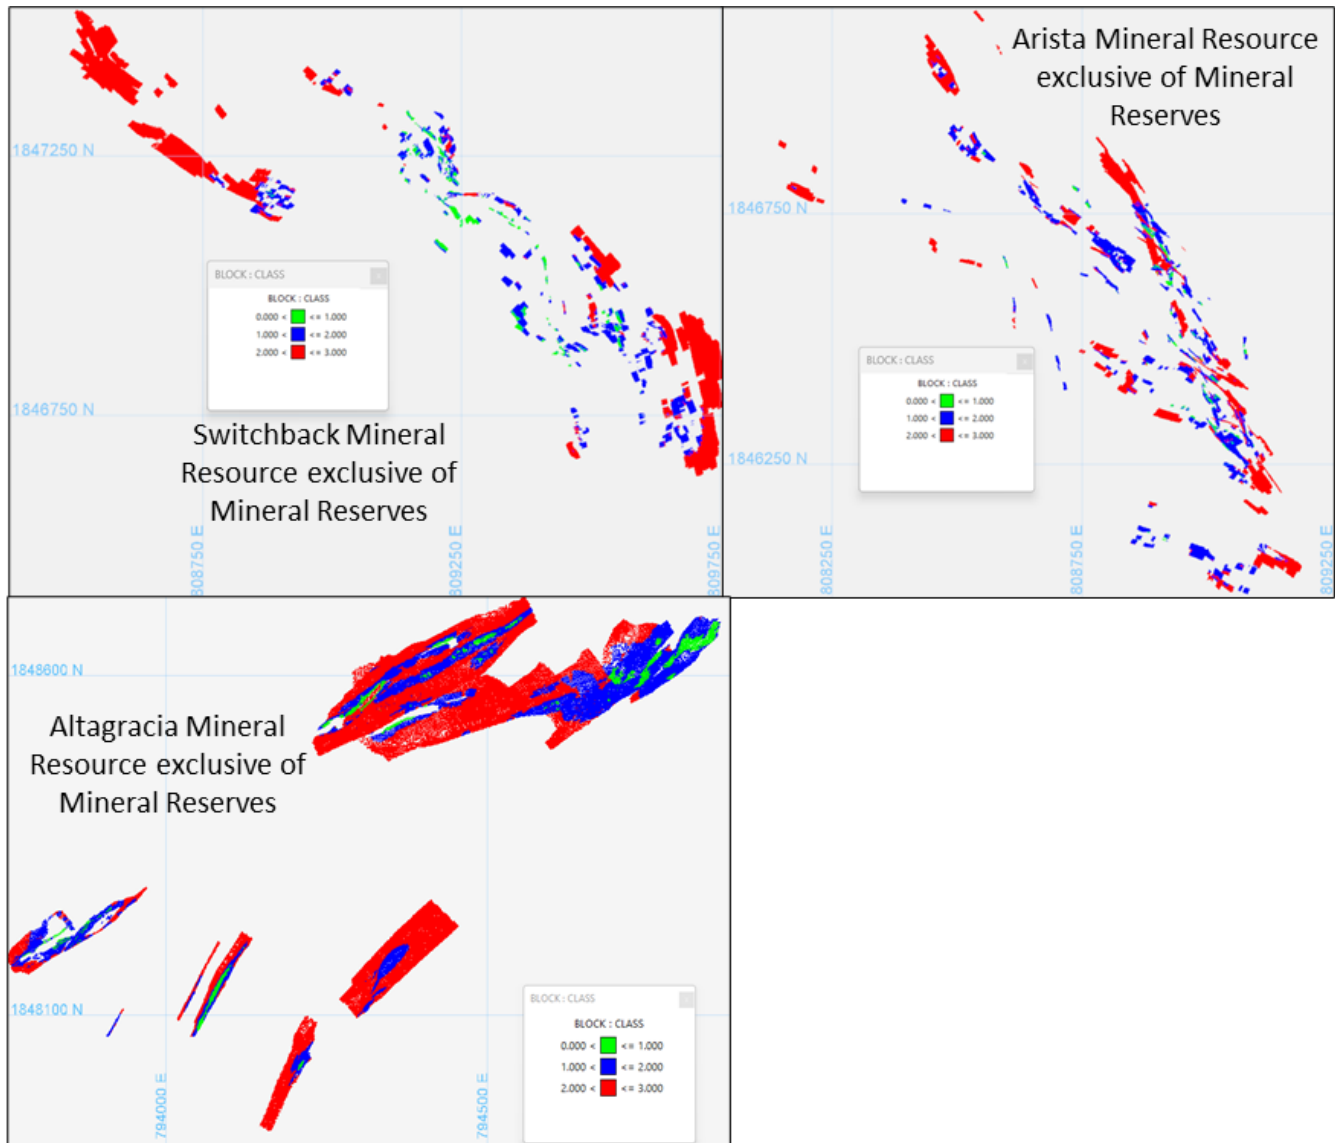 1847250 N
1846750 N
808750 E
809250 E
809750 E
BLOCK : CLASS
BLOCK : CLASS
0.000 < <= 1.000
1.000 < <= 2.000
2.000 < <= 3.000
Switchback Mineral
Resource exclusive of
Mineral Reserves
Arista Mineral Resource
exclusive of Mineral
Reserves
1846750 N
1846250 N
808250 E
808750 E
809250 E
BLOCK : CLASS
BLOCK : CLASS
0.000 < <= 1.000
1.000 < <= 2.000
2.000 < <= 3.000
1848600 N
Altagracia Mineral
Resource exclusive of
Mineral Reserves
1848100 N
794000 E
794500 E
BLOCK : CLASS
BLOCK : CLASS
0.000 < <= 1.000
1.000 < <= 2.000
2.000 < <= 3.000